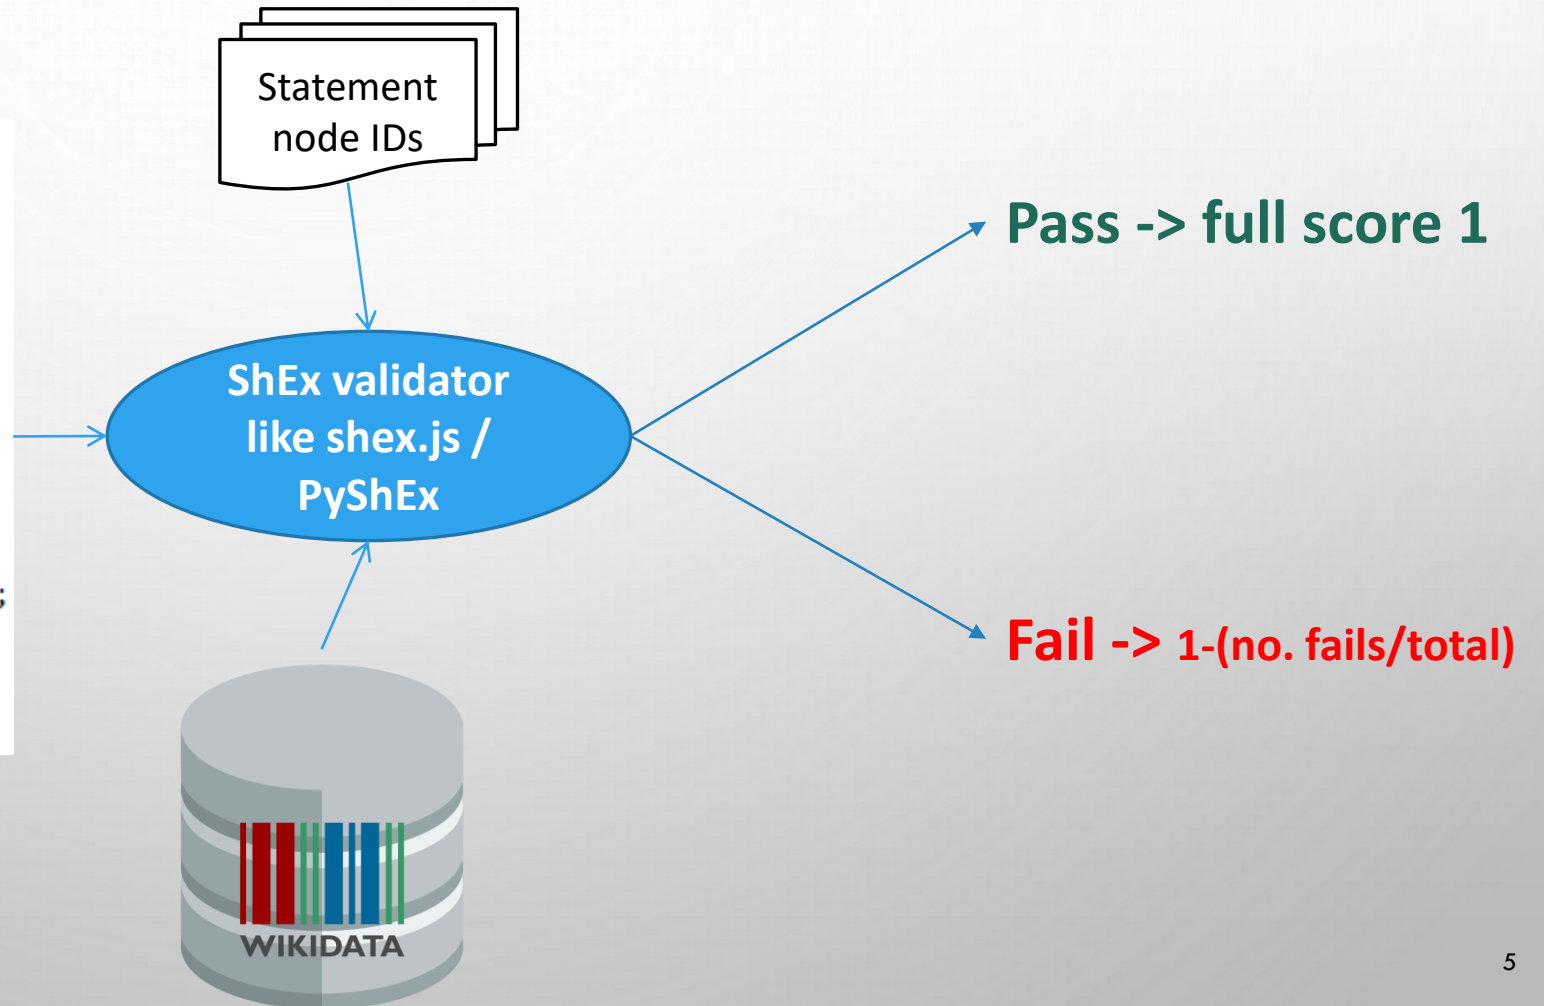 Statement
node IDs
Pass -> full score 1
ShEx validator
like shex.js /
PyShEx
;
Fail -> 1-(no. fails/total)
WIKIDATA
5